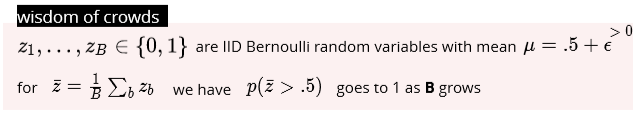 wisdom of crowds
z₁, . . . , z_B ∈ {0, 1} are IID Bernoulli random variables with mean μ = .5 + ϵ > 0
for z̄ = 1/B ∑_b z_b we have p(z̄ > .5) goes to 1 as B grows